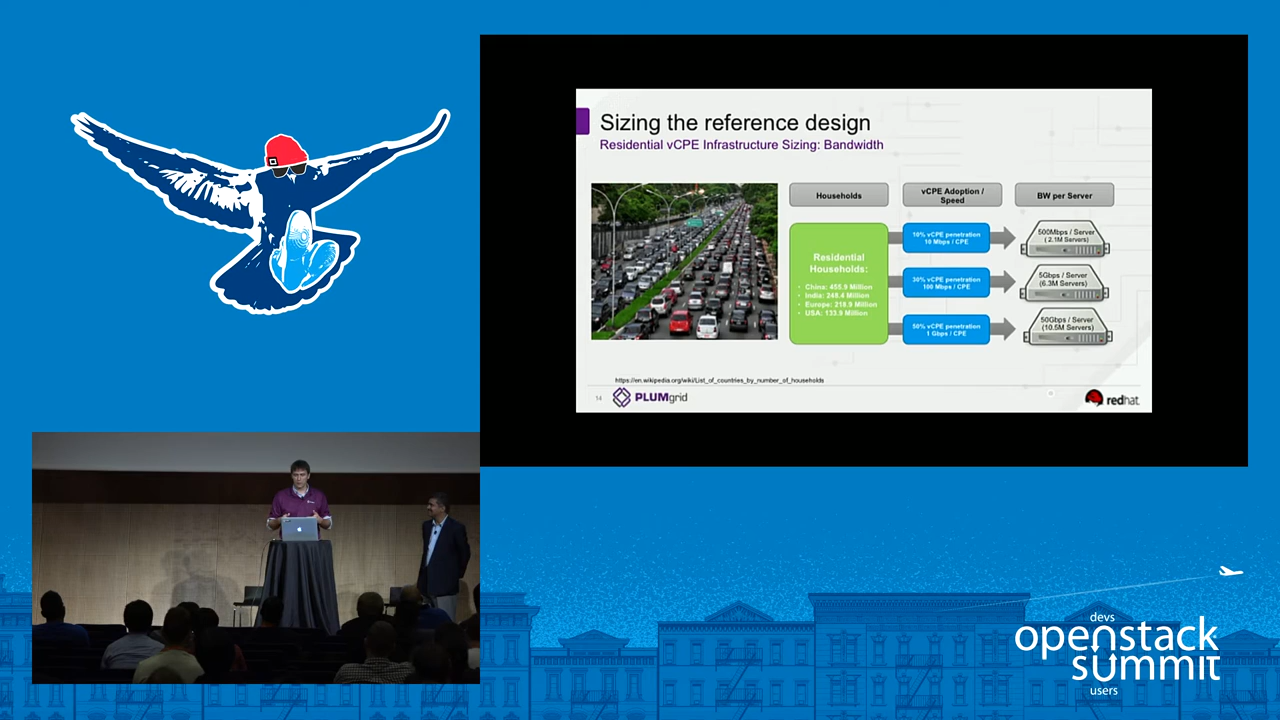 Sizing the reference design
Residential vCPE Infrastructure Sizing: Bandwidth
Households
vCPE Adoption /
Speed
BW per Server
Residential
Households:
• China: 455.9 Million
• India: 248.4 Million
• Europe: 218.9 Million
• USA: 133.9 Million
10% vCPE penetration
10 Mbps / CPE
500Mbps / Server
( 2.1M Servers)
30% vCPE penetration
100 Mbps / CPE
5Gbps / Server
(6.3M Servers)
50% vCPE penetration
1 Gbps / CPE
50Gbps / Server
(10.5M Servers)
https://en.wikipedia.org/wiki/List_of_countries_by_number_of_households
14
PLUMgrid
redhat.
devs
openstack
summit
users